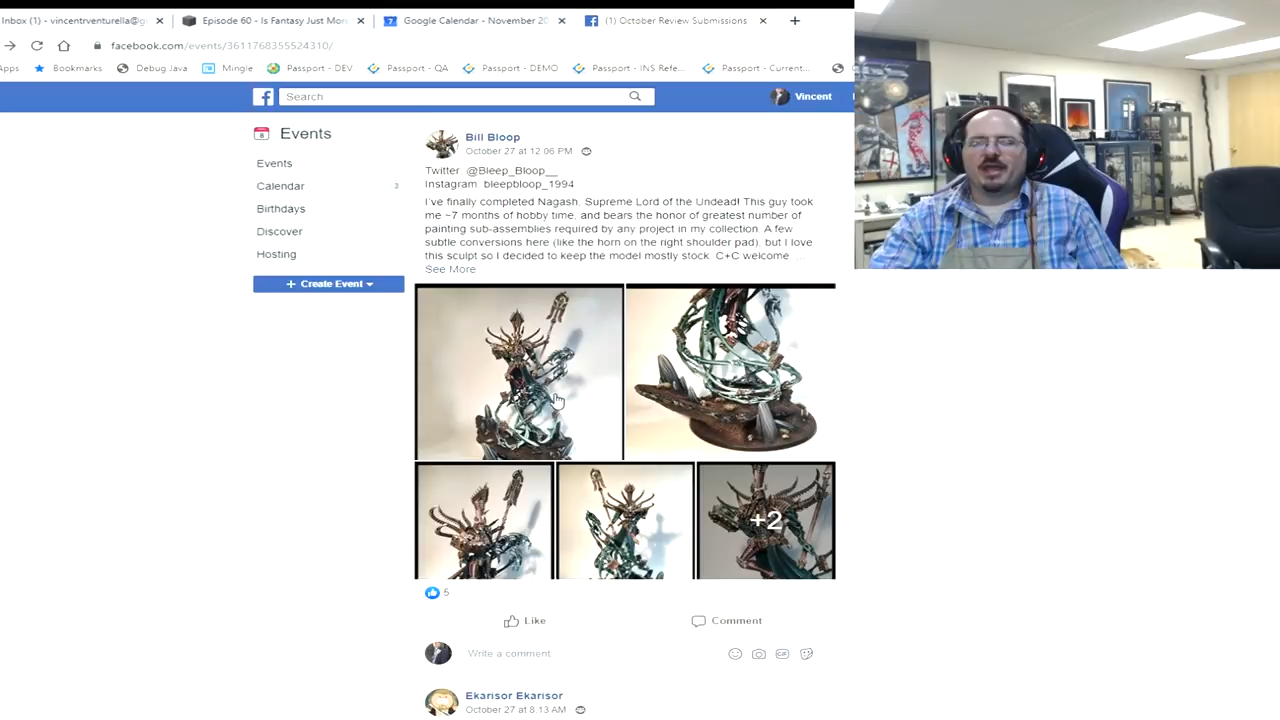 Inbox (1) - vincentrventurella@g
Episode 60 - Is Fantasy Just More
Google Calendar - November 20
(1) October Review Submissions
facebook.com/events/3611768355524310/
Apps
Bookmarks
Debug Java
Mingle
Passport - DEV
Passport - QA
Passport - DEMO
Passport - INS Refe...
Passport - Current...
Search
Vincent
Events
Events
Calendar
3
Birthdays
Discover
Hosting
+ Create Event
Bill Bloop
October 27 at 12:06 PM
Twitter @Bleep_Bloop__
Instagram bleepbloop_1994
I've finally completed Nagash, Supreme Lord of the Undead! This guy took
me ~7 months of hobby time, and bears the honor of greatest number of
painting sub-assemblies required by any project in my collection. A few
subtle conversions here (like the horn on the right shoulder pad), but I love
this sculpt so I decided to keep the model mostly stock. C+C welcome ...
See More
+2
5
Like
Comment
Write a comment
GIF
Ekarisor Ekarisor
October 27 at 8:13 AM